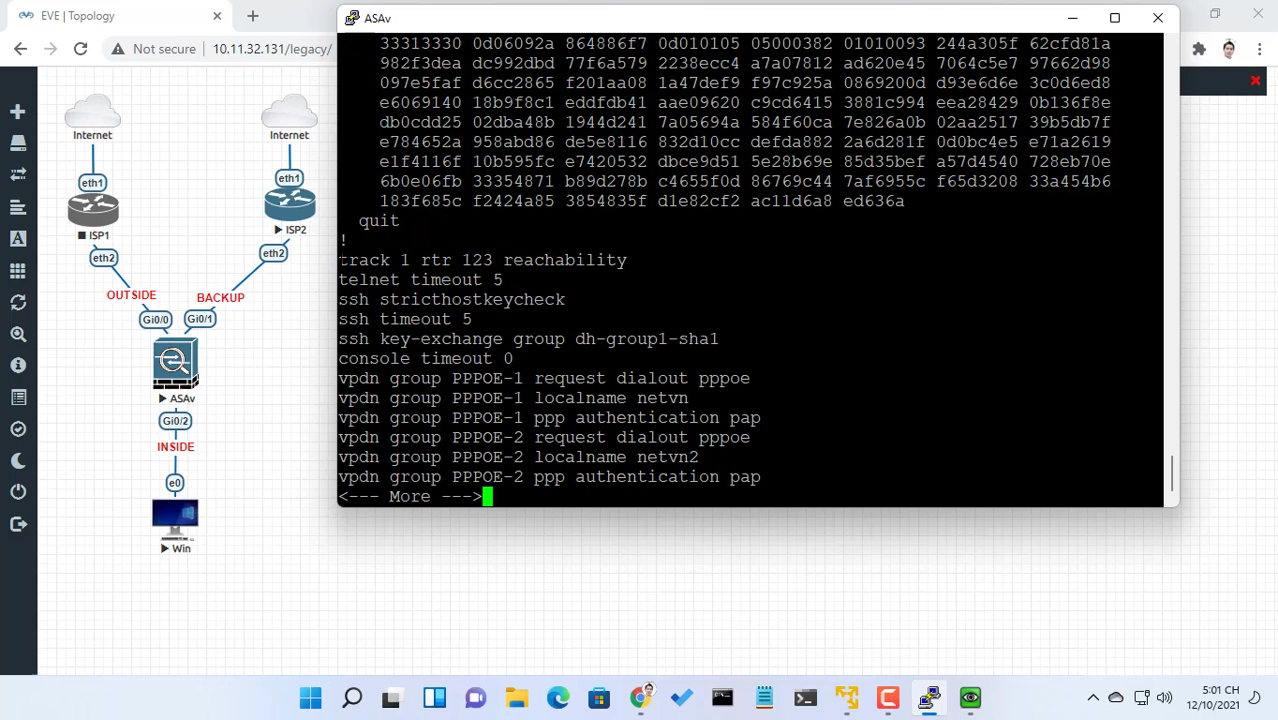 EVE | Topology
Not secure
10.11.32.131/legacy/
ASAv
33313330 0d06092a 864886f7 0d010105 05000382 01010093 244a305f 62cfd81a
982f3dea dc992dbd 77f6a579 2238ecc4 a7a07812 ad620e45 7064c5e7 97662d98
097e5faf d6cc2865 f201aa08 1a47def9 f97c925a 0869200d d93e6d6e 3c0d6ed8
e6069140 18b9f8c1 eddfdb41 aae09620 c9cd6415 3881c994 eea28429 0b136f8e
db0cdd25 02dba48b 1944d241 7a05694a 584f60ca 7e826a0b 02aa2517 39b5db7f
e784652a 958abd86 de5e8116 832d10cc defda882 2a6d281f 0d0bc4e5 e71a2619
e1f4116f 10b595fc e7420532 dbce9d51 5e28b69e 85d35bef a57d4540 728eb70e
6b0e06fb 33354871 b89d278b c4655f0d 86769c44 7af6955c f65d3208 33a454b6
183f685c f2424a85 3854835f d1e82cf2 ac11d6a8 ed636a
quit
!
track 1 rtr 123 reachability
telnet timeout 5
ssh stricthostkeycheck
ssh timeout 5
ssh key-exchange group dh-group1-sha1
console timeout 0
vpdn group PPPOE-1 request dialout pppoe
vpdn group PPPOE-1 localname netvn
vpdn group PPPOE-1 ppp authentication pap
vpdn group PPPOE-2 request dialout pppoe
vpdn group PPPOE-2 localname netvn2
vpdn group PPPOE-2 ppp authentication pap
<--- More --->
Internet
Internet
eth1
eth1
ISP1
ISP2
eth2
eth2
OUTSIDE
BACKUP
Gi0/0
Gi0/1
ASAv
Gi0/2
INSIDE
e0
Win
5:01 CH
12/10/2021